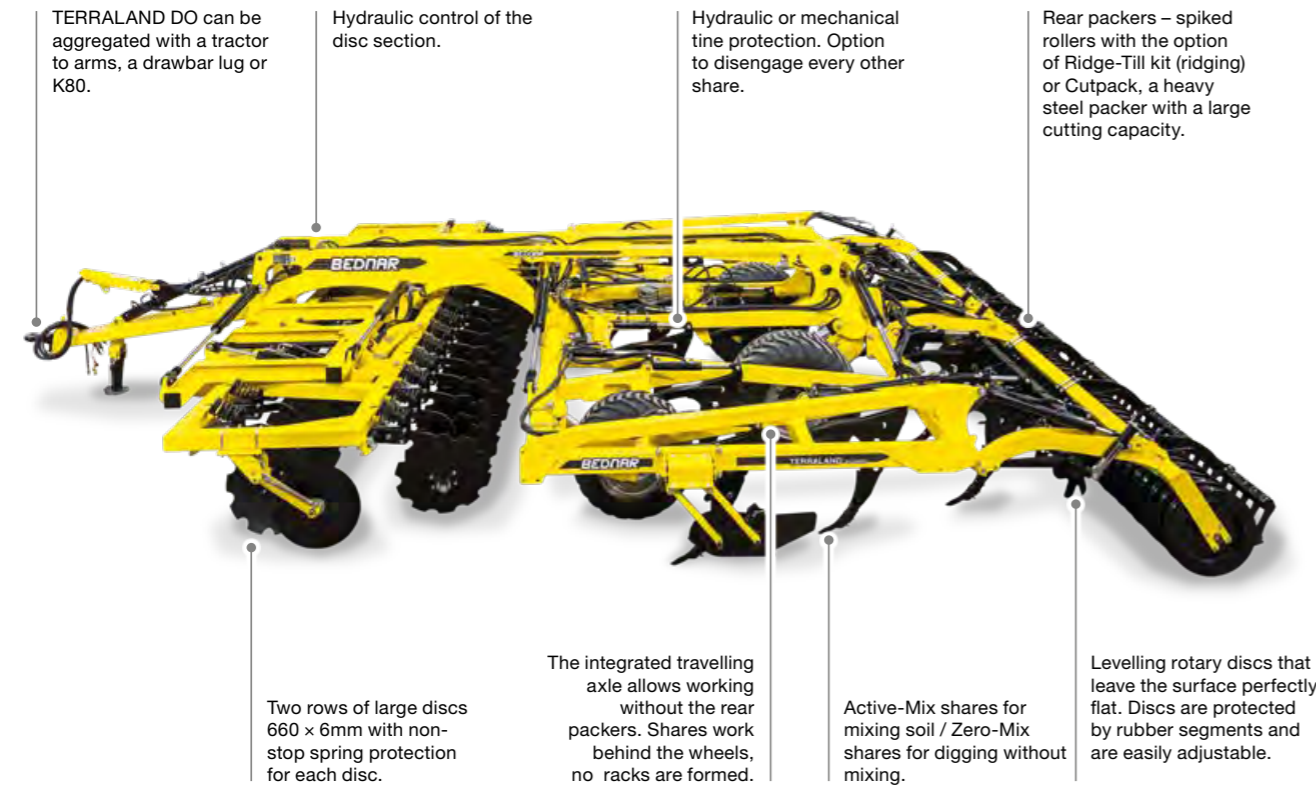 TERRALAND DO can be
aggregated with a tractor
to arms, a drawbar lug or
K80.
Hydraulic control of the
disc section.
Hydraulic or mechanical
tine protection. Option
to disengage every other
share.
Rear packers – spiked
rollers with the option
of Ridge-Till kit (ridging)
or Cutpack, a heavy
steel packer with a large
cutting capacity.
BEDNAR
BEDNAR
TERRALAND
Two rows of large discs
660 × 6mm with non-
stop spring protection
for each disc.
The integrated travelling
axle allows working
without the rear
packers. Shares work
behind the wheels,
no racks are formed.
Active-Mix shares for
mixing soil / Zero-Mix
shares for digging without
mixing.
Levelling rotary discs that
leave the surface perfectly
flat. Discs are protected
by rubber segments and
are easily adjustable.